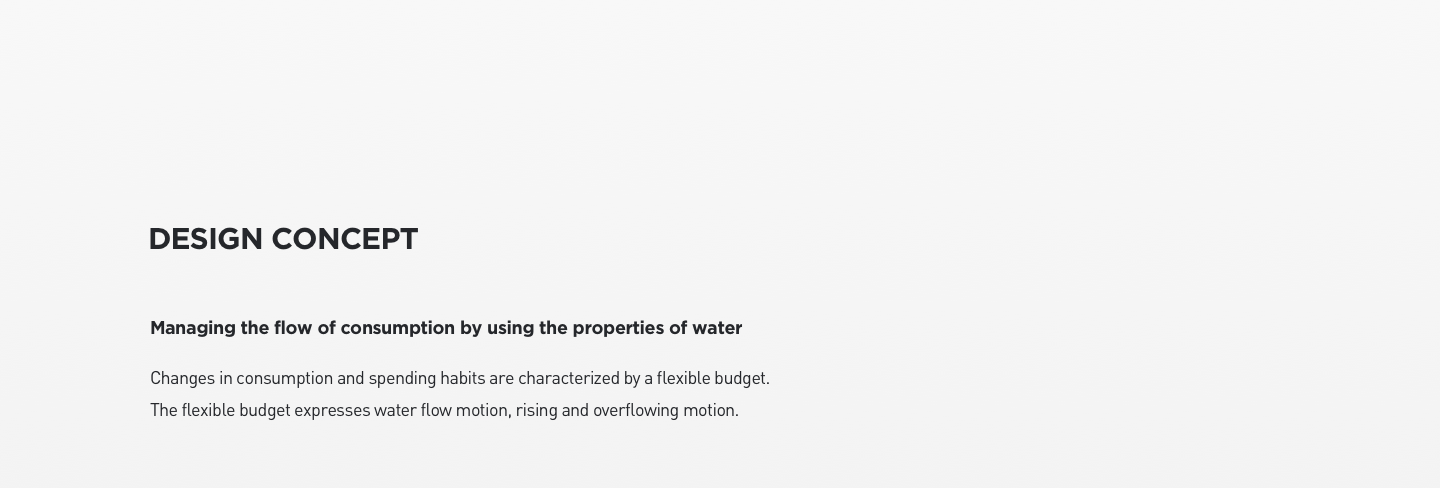 DESIGN CONCEPT
Managing the flow of consumption by using the properties of water
Changes in consumption and spending habits are characterized by a flexible budget.
The flexible budget expresses water flow motion, rising and overflowing motion.